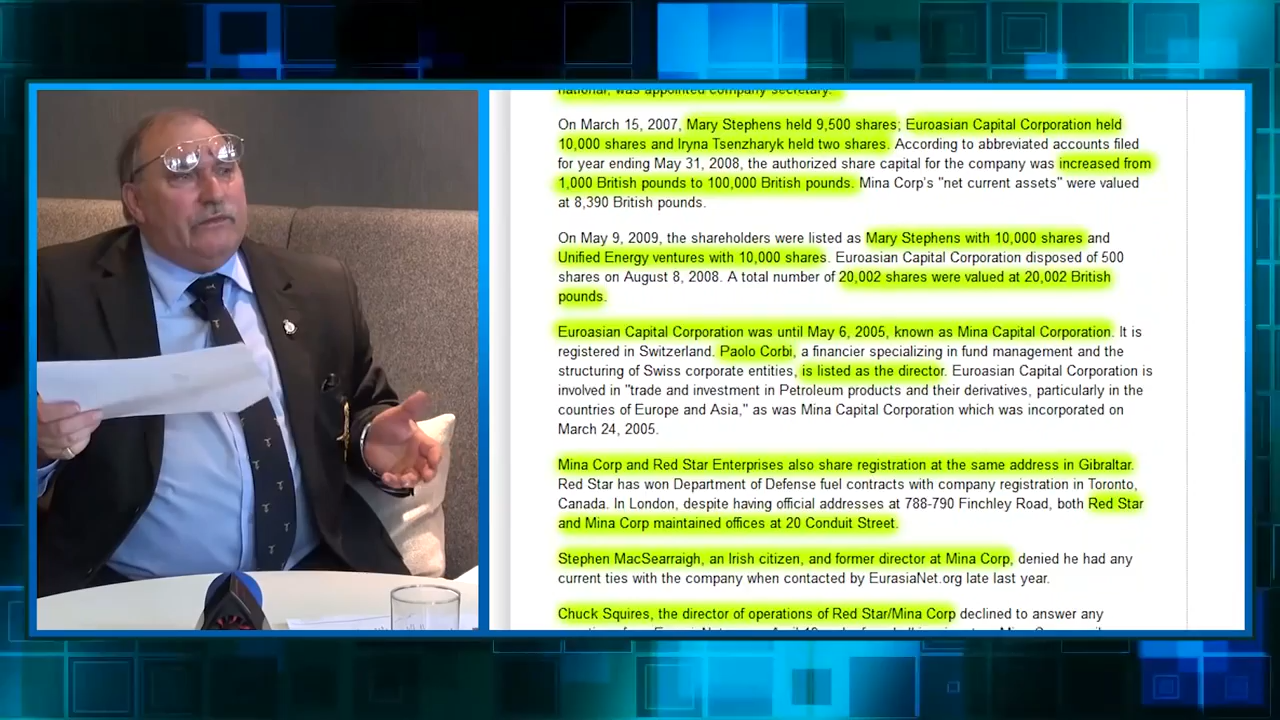 national, was appointed company secretary.
On March 15, 2007, Mary Stephens held 9,500 shares; Euroasian Capital Corporation held
10,000 shares and Iryna Tsenzharyk held two shares. According to abbreviated accounts filed
for year ending May 31, 2008, the authorized share capital for the company was increased from
1,000 British pounds to 100,000 British pounds. Mina Corp's "net current assets" were valued
at 8,390 British pounds.
On May 9, 2009, the shareholders were listed as Mary Stephens with 10,000 shares and
Unified Energy ventures with 10,000 shares. Euroasian Capital Corporation disposed of 500
shares on August 8, 2008. A total number of 20,002 shares were valued at 20,002 British
pounds.
Euroasian Capital Corporation was until May 6, 2005, known as Mina Capital Corporation. It is
registered in Switzerland. Paolo Corbi, a financier specializing in fund management and the
structuring of Swiss corporate entities, is listed as the director. Euroasian Capital Corporation is
involved in "trade and investment in Petroleum products and their derivatives, particularly in the
countries of Europe and Asia," as was Mina Capital Corporation which was incorporated on
March 24, 2005.
Mina Corp and Red Star Enterprises also share registration at the same address in Gibraltar.
Red Star has won Department of Defense fuel contracts with company registration in Toronto,
Canada. In London, despite having official addresses at 788-790 Finchley Road, both Red Star
and Mina Corp maintained offices at 20 Conduit Street.
Stephen MacSearraigh, an Irish citizen, and former director at Mina Corp, denied he had any
current ties with the company when contacted by EurasiaNet.org late last year.
Chuck Squires, the director of operations of Red Star/Mina Corp declined to answer any